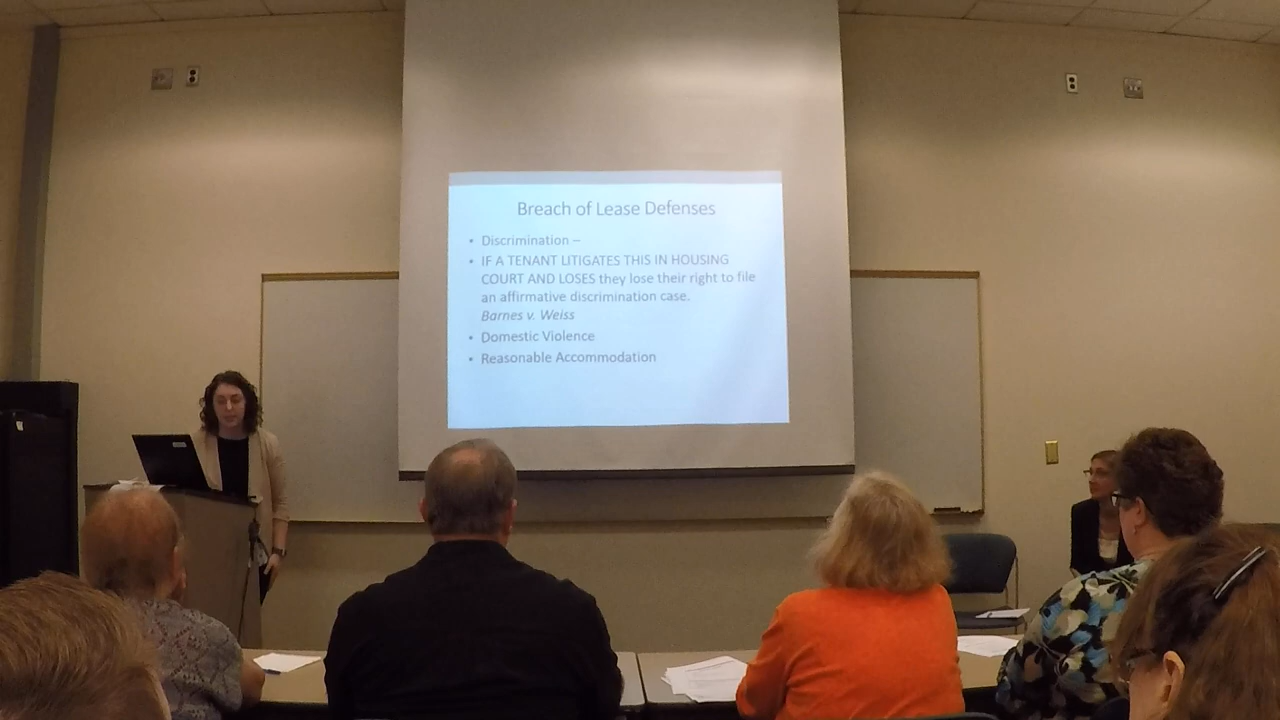 Breach of Lease Defenses
• Discrimination –
• IF A TENANT LITIGATES THIS IN HOUSING
COURT AND LOSES they lose their right to file
an affirmative discrimination case.
Barnes v. Weiss
• Domestic Violence
• Reasonable Accommodation